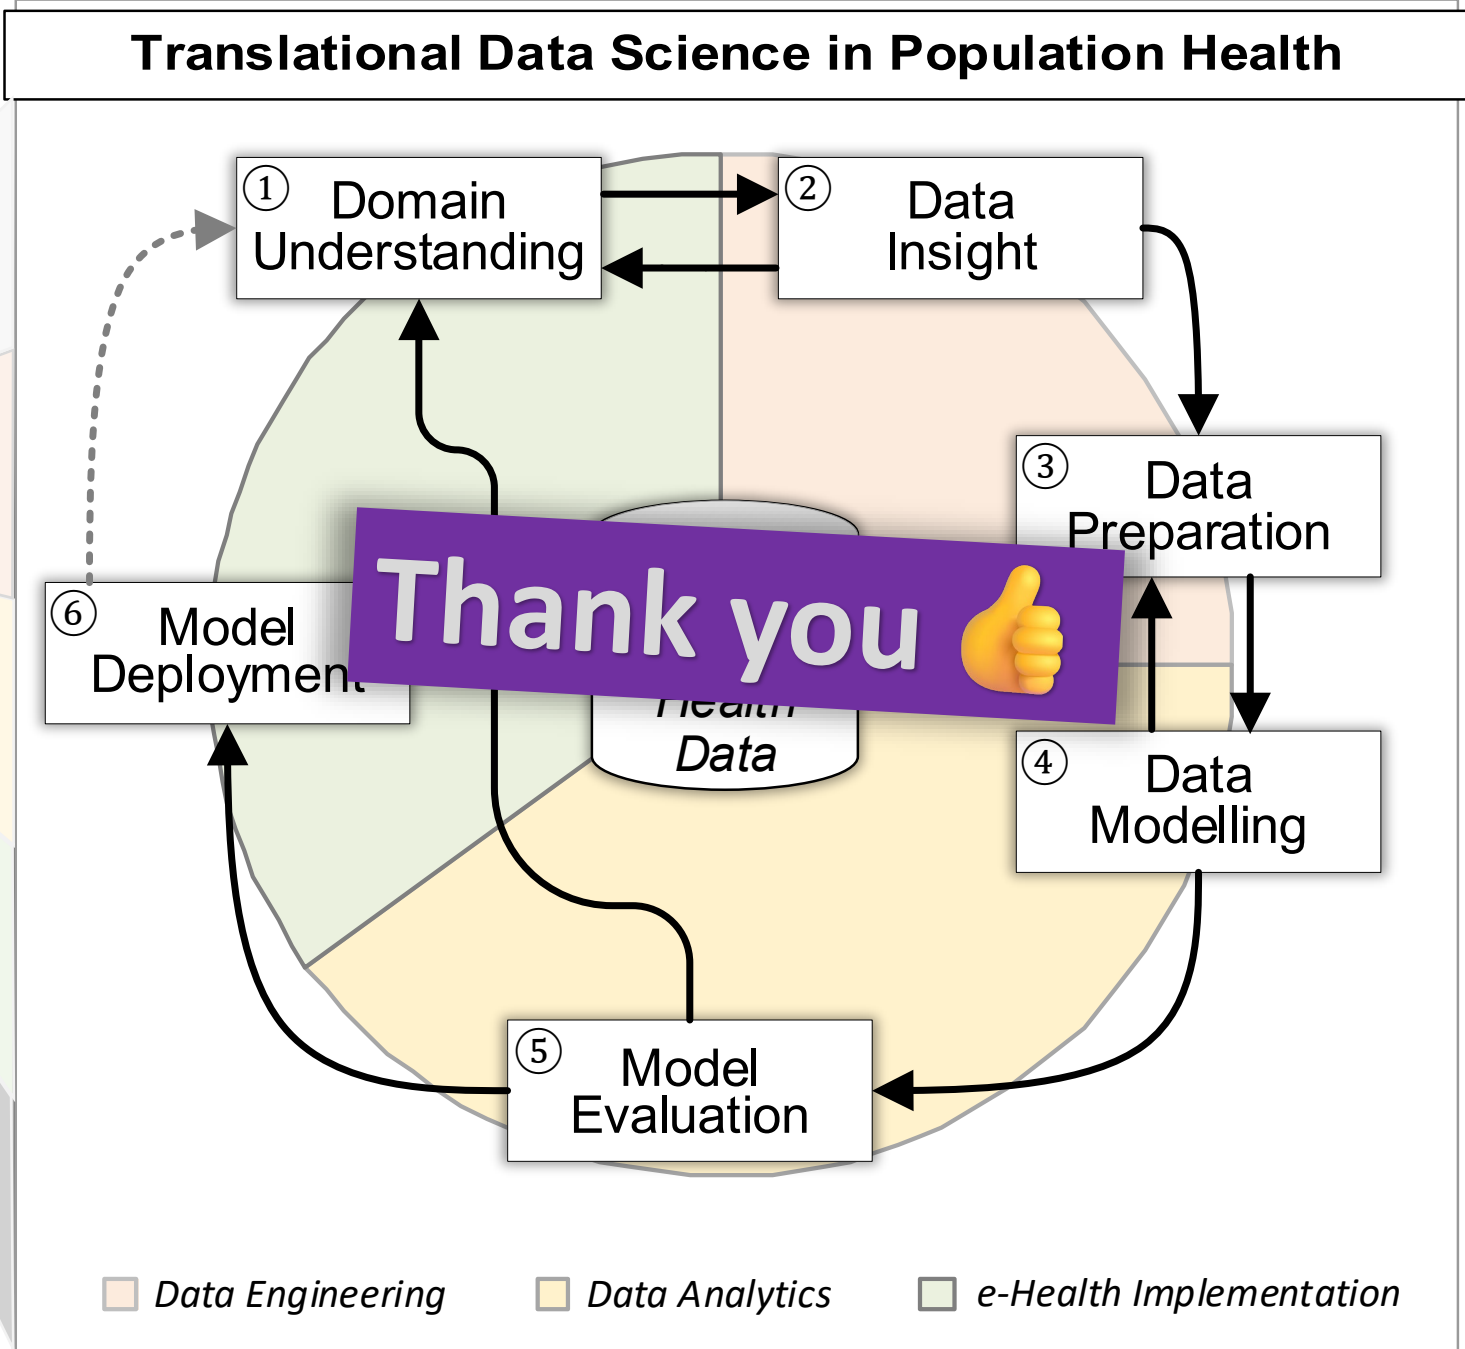 Translational Data Science in Population Health
① Domain
Understanding
② Data
Insight
③ Data
Preparation
④ Data
Modelling
⑤ Model
Evaluation
⑥ Model
Deployment
Thank you
Health
Data
Data Engineering
Data Analytics
e-Health Implementation